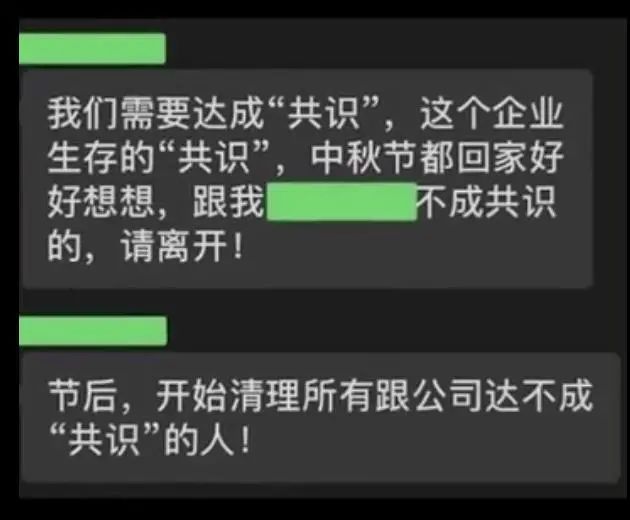 我们需要达成“共识”，这个企业
生存的“共识”，中秋节都回家好
好想想，跟我不成共识
的，请离开！
节后，开始清理所有跟公司达不成
“共识”的人！